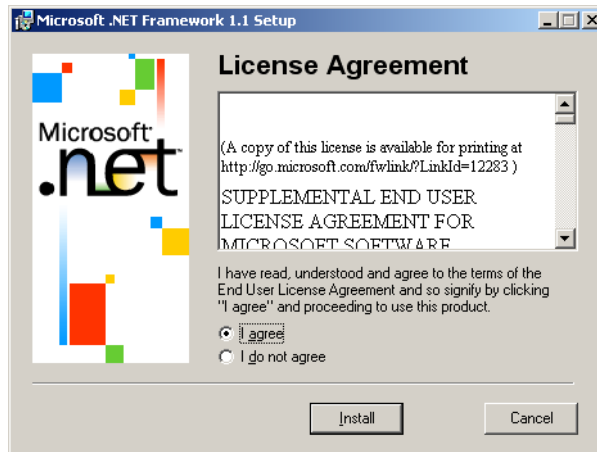 Microsoft .NET Framework 1.1 Setup
Microsoft
.net
License Agreement
(A copy of this license is available for printing at
http://go.microsoft.com/fwlink/?LinkId=12283 )
SUPPLEMENTAL END USER
LICENSE AGREEMENT FOR
MICROSOFT SOFTWARE
I have read, understood and agree to the terms of the
End User License Agreement and so signify by clicking
"I agree" and proceeding to use this product.
I agree
I do not agree
Install
Cancel